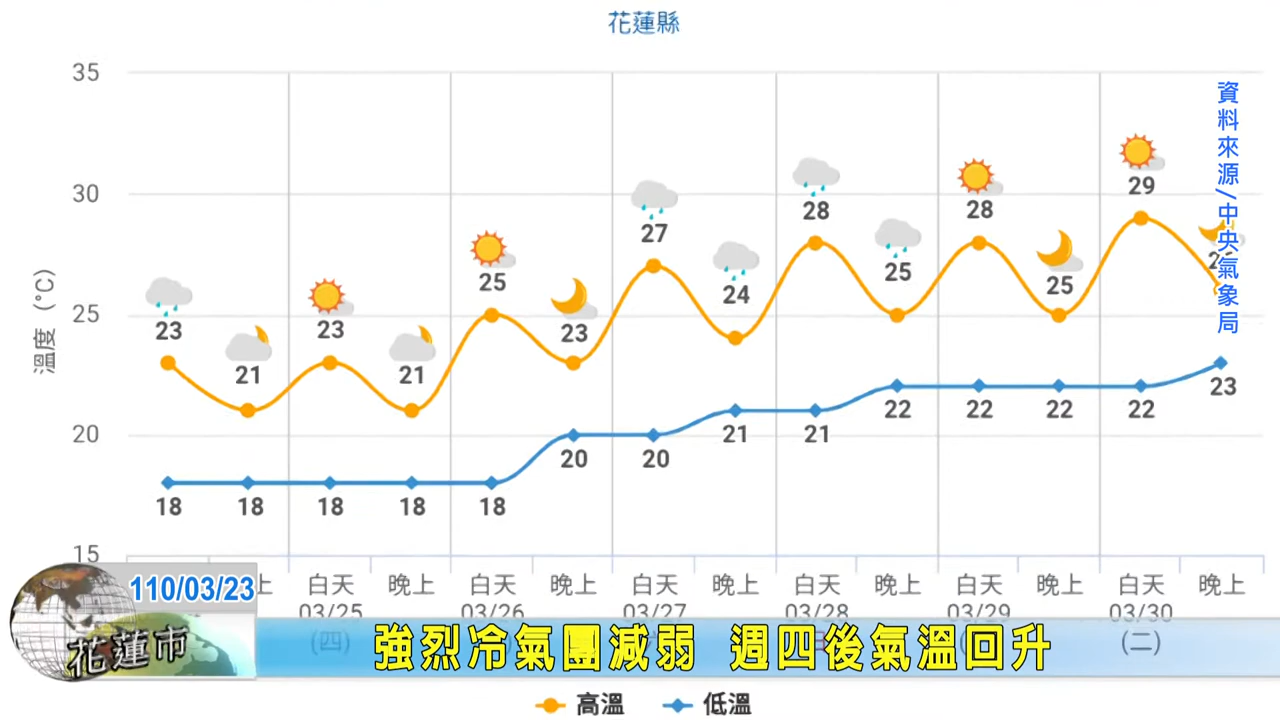 花蓮縣
資料來源/中央氣象局
溫度 (°C)
35
30
25
20
15
23 21 23 21 25 23 27 24 28 25 28 25 29
18 18 18 18 18 20 20 21 21 22 22 22 22 23
上 白天 晚上 白天 晚上 白天 晚上 白天 晚上 白天 晚上 白天 晚上
03/25 03/26 03/27 03/28 03/29 03/30
(四) (二)
110/03/23
花蓮市
強烈冷氣團減弱 週四後氣溫回升
高溫 低溫